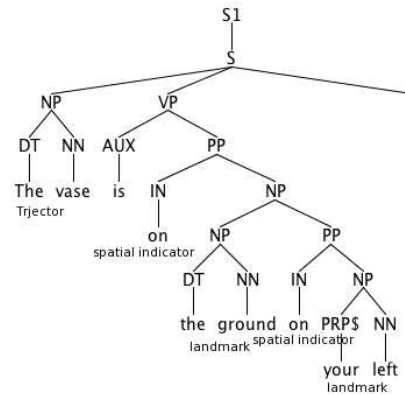 S1
S
NP VP
DT NN AUX PP
The vase is IN NP
Trjector
on NP PP
spatial indicator
DT NN IN NP
the ground on PRP$ NN
landmark spatial indicator
your left
landmark